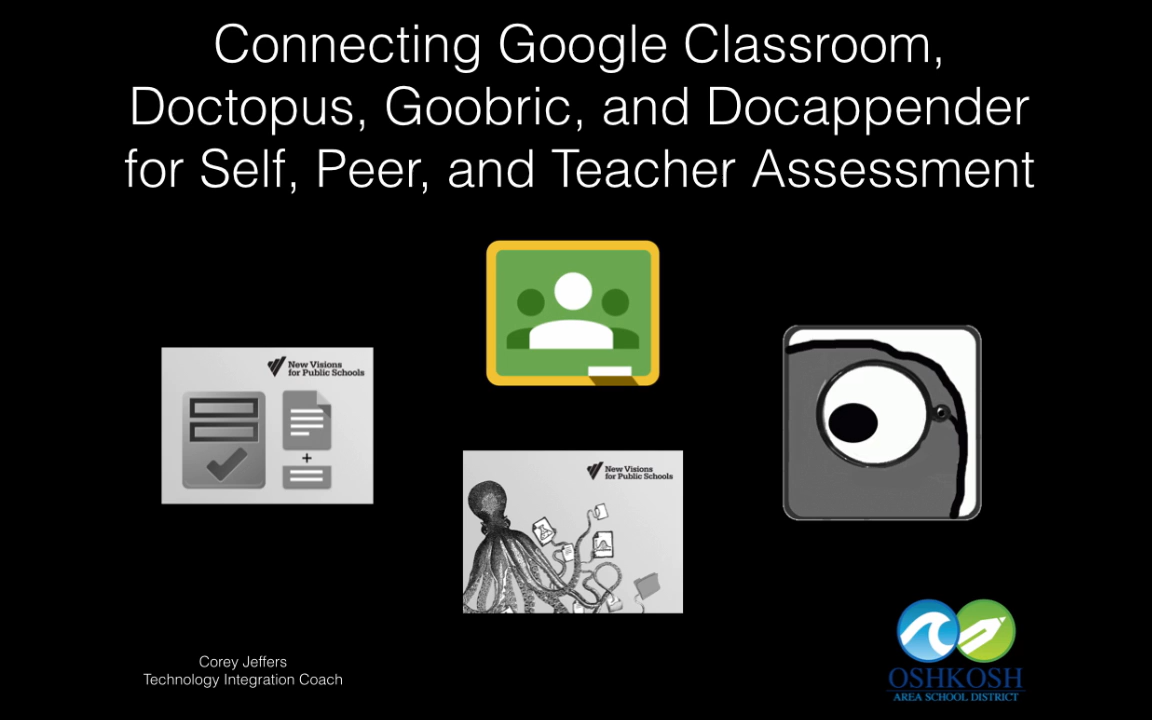 Connecting Google Classroom,
Doctopus, Goobric, and Docappender
for Self, Peer, and Teacher Assessment
New Visions
for Public Schools
+
New Visions
for Public Schools
Corey Jeffers
Technology Integration Coach
OSHKOSH
AREA SCHOOL DISTRICT